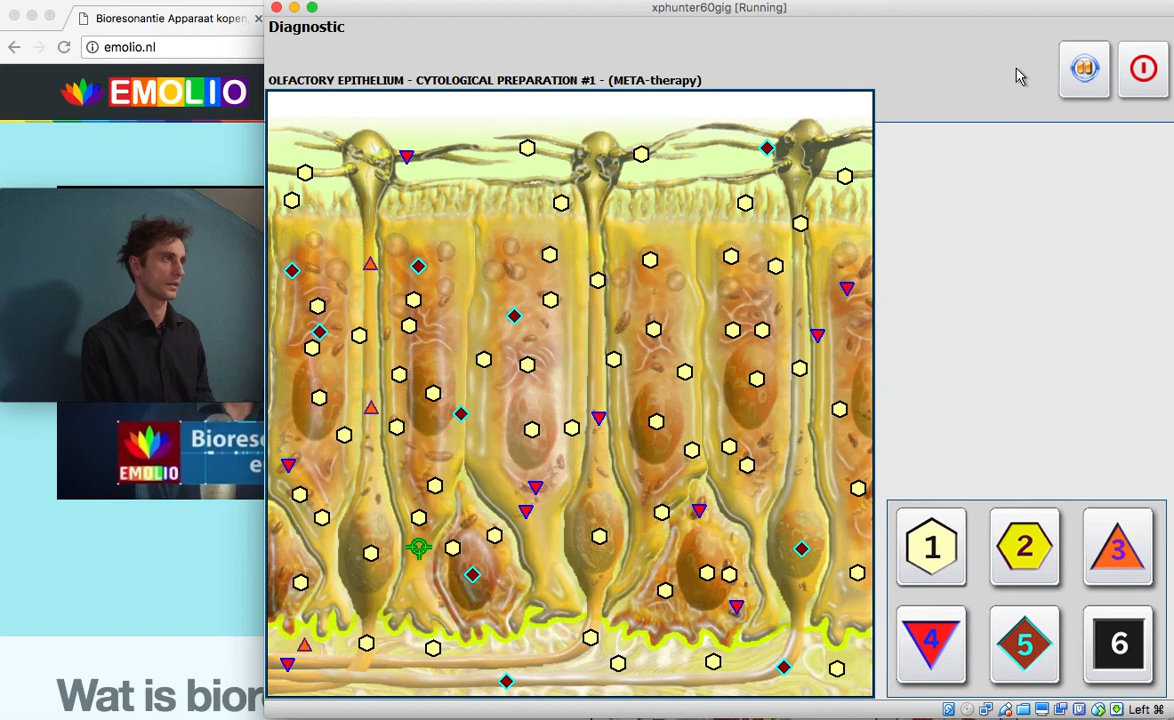 Bioresonantie Apparaat kopen,
xphunter60gig [Running]
emolio.nl
Diagnostic
EMOLIO
OLFACTORY EPITHELIUM - CYTOLOGICAL PREPARATION #1 - (META-therapy)
Biores
e
EMOLIO
1
2
3
4
5
6
Wat is bior
Left ⌘